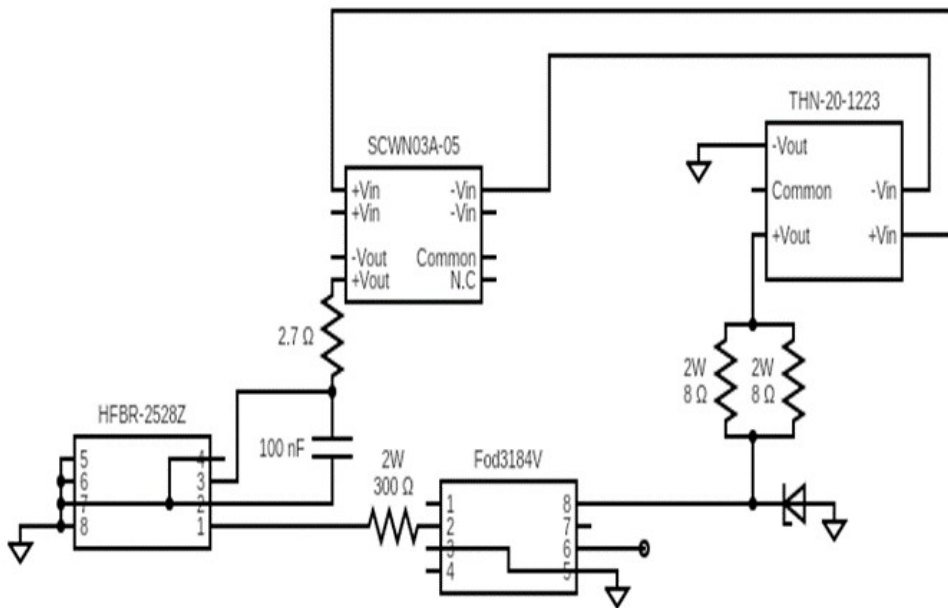 THN-20-1223
-Vout
Common
+Vout
-Vin
+Vin
SCWN03A-05
+Vin
+Vin
-Vout
+Vout
-Vin
-Vin
Common
N.C
2.7 Ω
2W
8 Ω
2W
8 Ω
HFBR-2528Z
5
6
7
8
4
3
2
1
100 nF
2W
300 Ω
Fod3184V
1
2
3
4
8
7
6
5